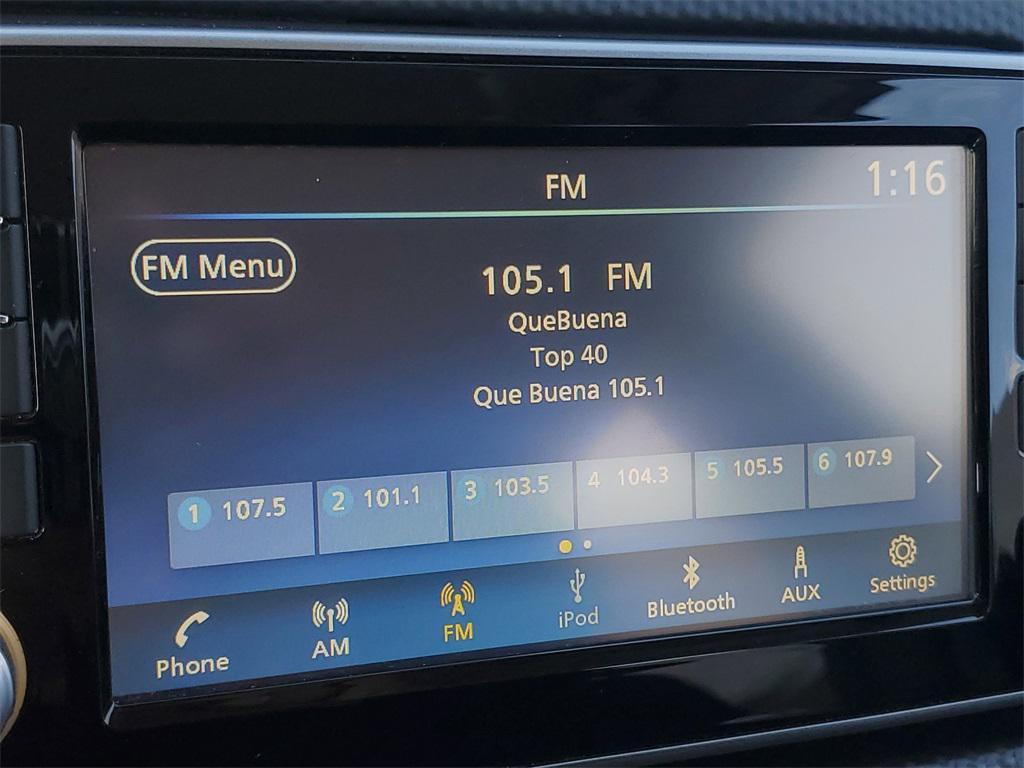 FM
1:16
FM Menu
105.1 FM
QueBuena
Top 40
Que Buena 105.1
1 107.5
2 101.1
3 103.5
4 104.3
5 105.5
6 107.9
Phone
AM
FM
iPod
Bluetooth
AUX
Settings